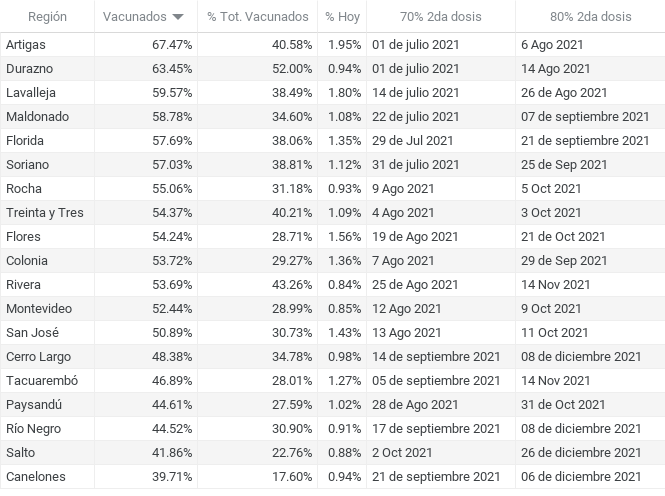 Región Vacunados % Tot. Vacunados % Hoy 70% 2da dosis 80% 2da dosis
Artigas 67.47% 40.58% 1.95% 01 de julio 2021 6 Ago 2021
Durazno 63.45% 52.00% 0.94% 01 de julio 2021 14 Ago 2021
Lavalleja 59.57% 38.49% 1.80% 14 de julio 2021 26 de Ago 2021
Maldonado 58.78% 34.60% 1.08% 22 de julio 2021 07 de septiembre 2021
Florida 57.69% 38.06% 1.35% 29 de Jul 2021 21 de septiembre 2021
Soriano 57.03% 38.81% 1.12% 31 de julio 2021 25 de Sep 2021
Rocha 55.06% 31.18% 0.93% 9 Ago 2021 5 Oct 2021
Treinta y Tres 54.37% 40.21% 1.09% 4 Ago 2021 3 Oct 2021
Flores 54.24% 28.71% 1.56% 19 de Ago 2021 21 de Oct 2021
Colonia 53.72% 29.27% 1.36% 7 Ago 2021 29 de Sep 2021
Rivera 53.69% 43.26% 0.84% 25 de Ago 2021 14 Nov 2021
Montevideo 52.44% 28.99% 0.85% 12 Ago 2021 9 Oct 2021
San José 50.89% 30.73% 1.43% 13 Ago 2021 11 Oct 2021
Cerro Largo 48.38% 34.78% 0.98% 14 de septiembre 2021 08 de diciembre 2021
Tacuarembó 46.89% 28.01% 1.27% 05 de septiembre 2021 14 Nov 2021
Paysandú 44.61% 27.59% 1.02% 28 de Ago 2021 31 de Oct 2021
Río Negro 44.52% 30.90% 0.91% 17 de septiembre 2021 08 de diciembre 2021
Salto 41.86% 22.76% 0.88% 2 Oct 2021 26 de diciembre 2021
Canelones 39.71% 17.60% 0.94% 21 de septiembre 2021 06 de diciembre 2021